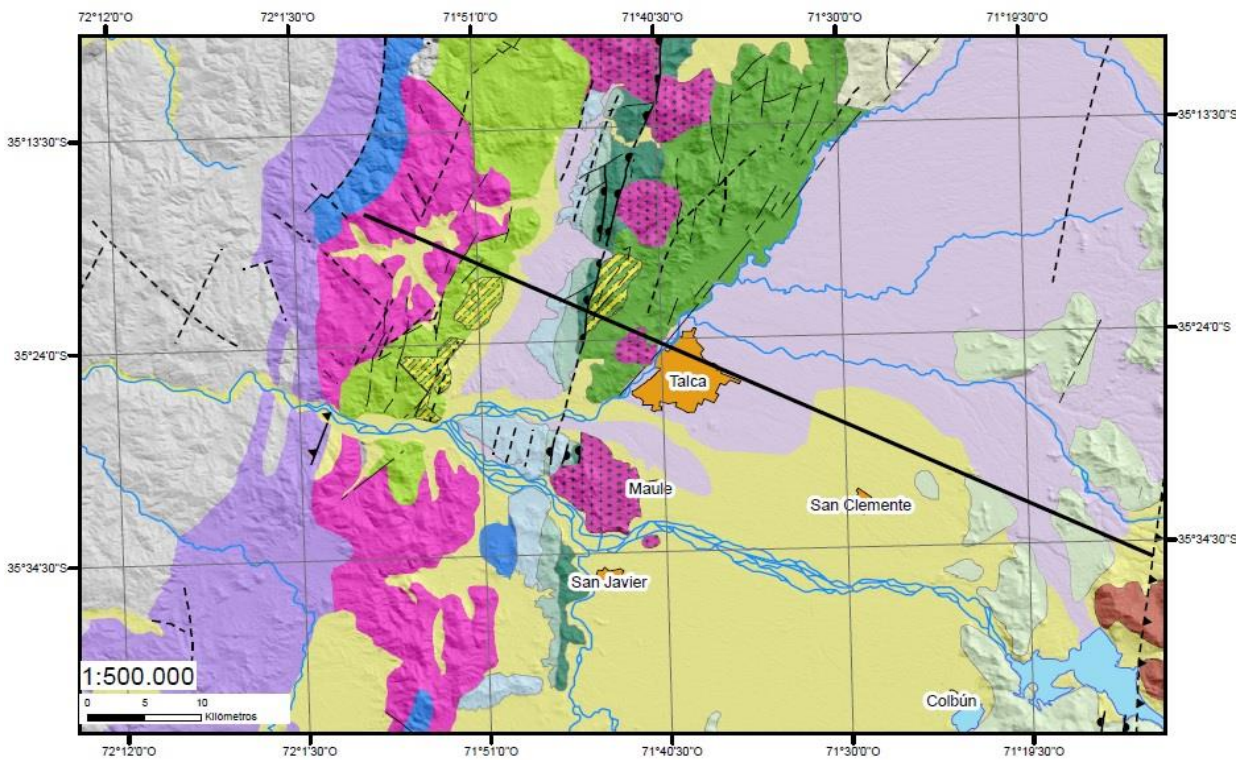 72°12'0"O 72°1'30"O 71°51'0"O 71°40'30"O 71°30'0"O 71°19'30"O
35°13'30"S 35°13'30"S
35°24'0"S 35°24'0"S
Talca
Maule
San Clemente
35°34'30"S 35°34'30"S
San Javier
1:500.000
0 5 10
Kilómetros
Colbún
72°12'0"O 72°1'30"O 71°51'0"O 71°40'30"O 71°30'0"O 71°19'30"O